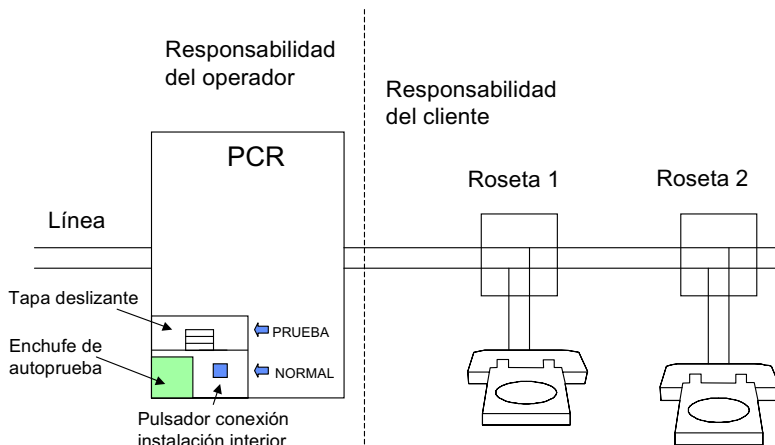 Responsabilidad
del operador
Responsabilidad
del cliente
PCR
Roseta 1
Roseta 2
Línea
Tapa deslizante
PRUEBA
Enchufe de
autoprueba
NORMAL
Pulsador conexión
instalación interior